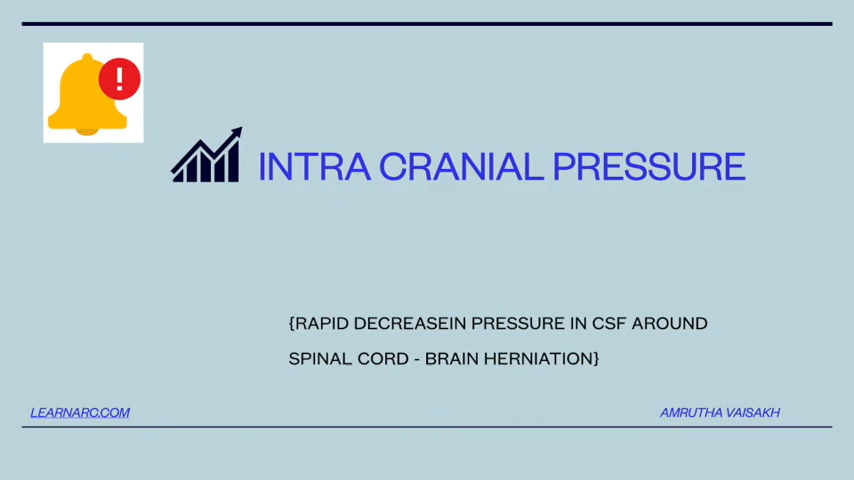 !
INTRA CRANIAL PRESSURE
{RAPID DECREASEIN PRESSURE IN CSF AROUND
SPINAL CORD - BRAIN HERNIATION}
LEARNARC.COM
AMRUTHA VAISAKH